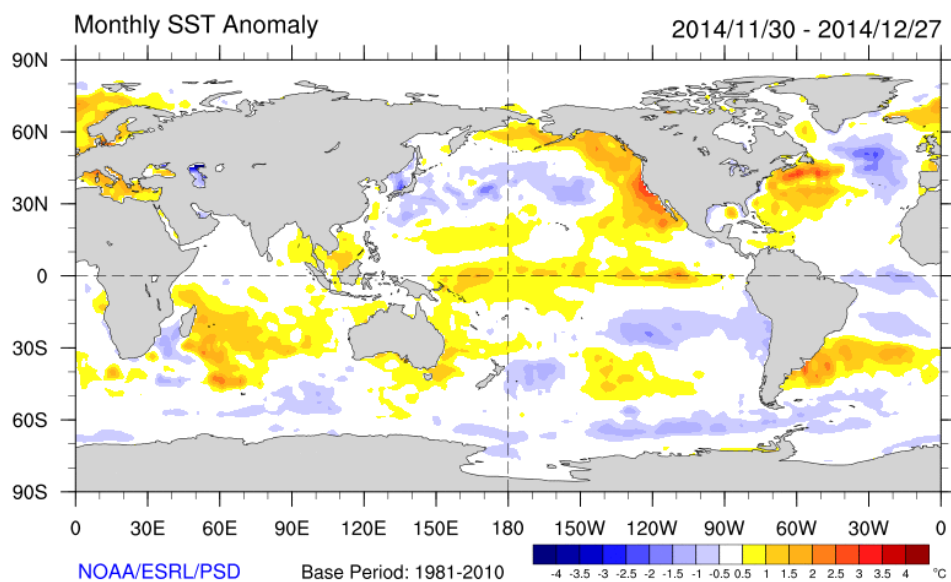 Monthly SST Anomaly 2014/11/30 - 2014/12/27
90N
60N
30N
0
30S
60S
90S
0 30E 60E 90E 120E 150E 180 150W 120W 90W 60W 30W 0
NOAA/ESRL/PSD Base Period: 1981-2010
-4 -3.5 -3 -2.5 -2 -1.5 -1 -0.5 0.5 1 1.5 2 2.5 3 3.5 4 °C